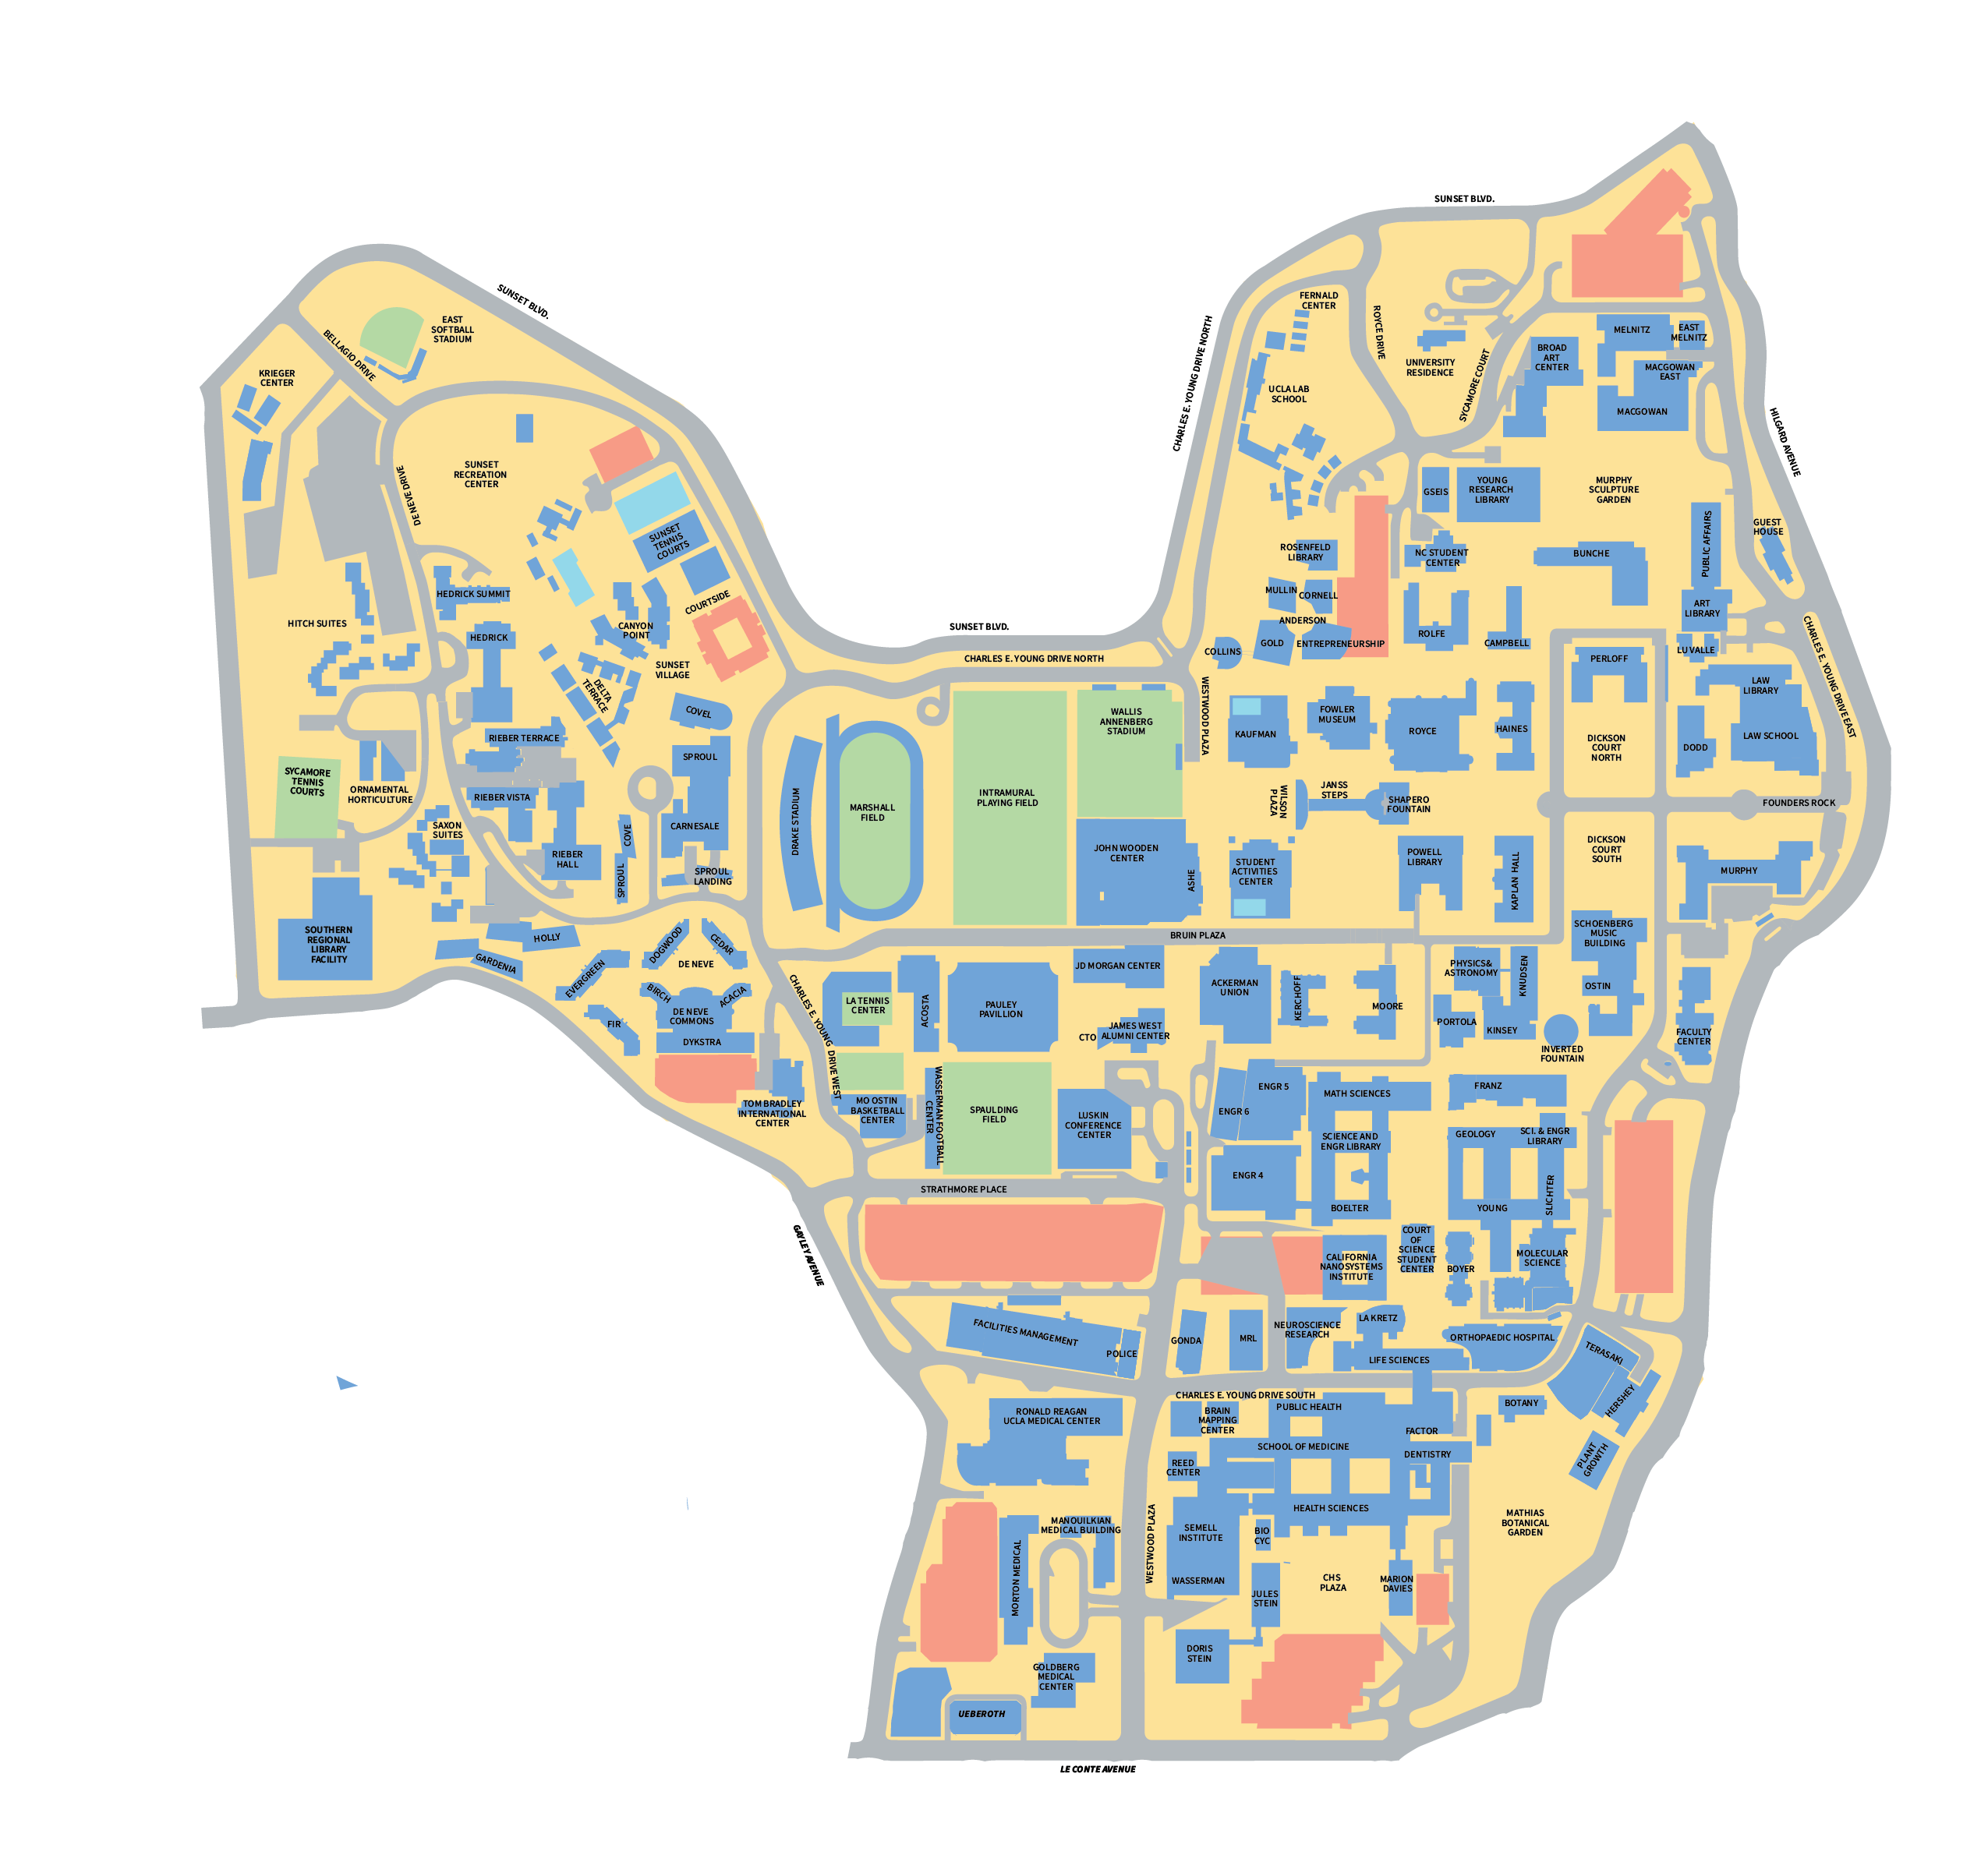 SUNSET BLVD.
SUNSET BLVD.
BELLAGIO DRIVE
EAST
SOFTBALL
STADIUM
KRIEGER
CENTER
SUNSET
RECREATION
CENTER
DE NEVE DRIVE
SUNSET
TENNIS
COURTS
HEDRICK SUMMIT
HITCH SUITES
HEDRICK
COURTSIDE
CANYON
POINT
SUNSET
VILLAGE
DELTA
TERRACE
COVEL
RIEBER TERRACE
SPROUL
SYCAMORE
TENNIS
COURTS
ORNAMENTAL
HORTICULTURE
RIEBER VISTA
SAXON
SUITES
COVE
SPROUL
CARNESALE
RIEBER
HALL
SPROUL
LANDING
SOUTHERN
REGIONAL
LIBRARY
FACILITY
HOLLY
GARDENIA
EVERGREEN
DOGWOOD
CEDAR
DE NEVE
BIRCH
ACACIA
DE NEVE
COMMONS
FIR
DYKSTRA
TOM BRADLEY
INTERNATIONAL
CENTER
CHARLES E. YOUNG DRIVE WEST
SUNSET BLVD.
CHARLES E. YOUNG DRIVE NORTH
CHARLES E. YOUNG DRIVE NORTH
DRAKE STADIUM
MARSHALL
FIELD
INTRAMURAL
PLAYING FIELD
WALLIS
ANNENBERG
STADIUM
JOHN WOODEN
CENTER
ASHE
WESTWOOD PLAZA
FERNALD
CENTER
ROYCE DRIVE
UNIVERSITY
RESIDENCE
SYCAMORE COURT
UCLA LAB
SCHOOL
BROAD
ART
CENTER
MELNITZ
EAST
MELNITZ
MACGOWAN
EAST
MACGOWAN
HILGARD AVENUE
GSEIS
YOUNG
RESEARCH
LIBRARY
MURPHY
SCULPTURE
GARDEN
PUBLIC AFFAIRS
GUEST
HOUSE
ROSENFELD
LIBRARY
NC STUDENT
CENTER
BUNCHE
MULLIN
CORNELL
ANDERSON
COLLINS
GOLD
ENTREPRENEURSHIP
ROLFE
CAMPBELL
ART
LIBRARY
LU VALLE
PERLOFF
LAW
LIBRARY
CHARLES E. YOUNG DRIVE EAST
KAUFMAN
FOWLER
MUSEUM
ROYCE
HAINES
DICKSON
COURT
NORTH
DODD
LAW SCHOOL
WILSON
PLAZA
JANSS
STEPS
SHAPERO
FOUNTAIN
FOUNDERS ROCK
STUDENT
ACTIVITIES
CENTER
POWELL
LIBRARY
KAPLAN HALL
DICKSON
COURT
SOUTH
MURPHY
BRUIN PLAZA
SCHOENBERG
MUSIC
BUILDING
OSTIN
LA TENNIS
CENTER
ACOSTA
PAULEY
PAVILLION
JD MORGAN CENTER
CTO
JAMES WEST
ALUMNI CENTER
ACKERMAN
UNION
KERCHOFF
MOORE
PHYSICS&
ASTRONOMY
KNUDSEN
PORTOLA
KINSEY
INVERTED
FOUNTAIN
FACULTY
CENTER
MO OSTIN
BASKETBALL
CENTER
WASSERMAN FOOTBALL
CENTER
SPAULDING
FIELD
LUSKIN
CONFERENCE
CENTER
ENGR 6
ENGR 5
MATH SCIENCES
FRANZ
SCIENCE AND
ENGR LIBRARY
GEOLOGY
SCI. & ENGR
LIBRARY
ENGR 4
BOELTER
YOUNG
SLICHTER
STRATHMORE PLACE
GAYLEY AVENUE
CALIFORNIA
NANOSYSTEMS
INSTITUTE
COURT
OF
SCIENCE
STUDENT
CENTER
BOYER
MOLECULAR
SCIENCE
FACILITIES MANAGEMENT
POLICE
GONDA
MRL
NEUROSCIENCE
RESEARCH
LA KRETZ
ORTHOPAEDIC HOSPITAL
LIFE SCIENCES
TERASAKI
HERSHEY
CHARLES E. YOUNG DRIVE SOUTH
RONALD REAGAN
UCLA MEDICAL CENTER
BRAIN
MAPPING
CENTER
PUBLIC HEALTH
FACTOR
BOTANY
PLANT
GROWTH
SCHOOL OF MEDICINE
DENTISTRY
REED
CENTER
HEALTH SCIENCES
MATHIAS
BOTANICAL
GARDEN
MANOUILKIAN
MEDICAL BUILDING
MORTON MEDICAL
WESTWOOD PLAZA
SEMELL
INSTITUTE
BIO
CYC
WASSERMAN
JULES
STEIN
CHS
PLAZA
MARION
DAVIES
DORIS
STEIN
GOLDBERG
MEDICAL
CENTER
UEBEROTH
LE CONTE AVENUE